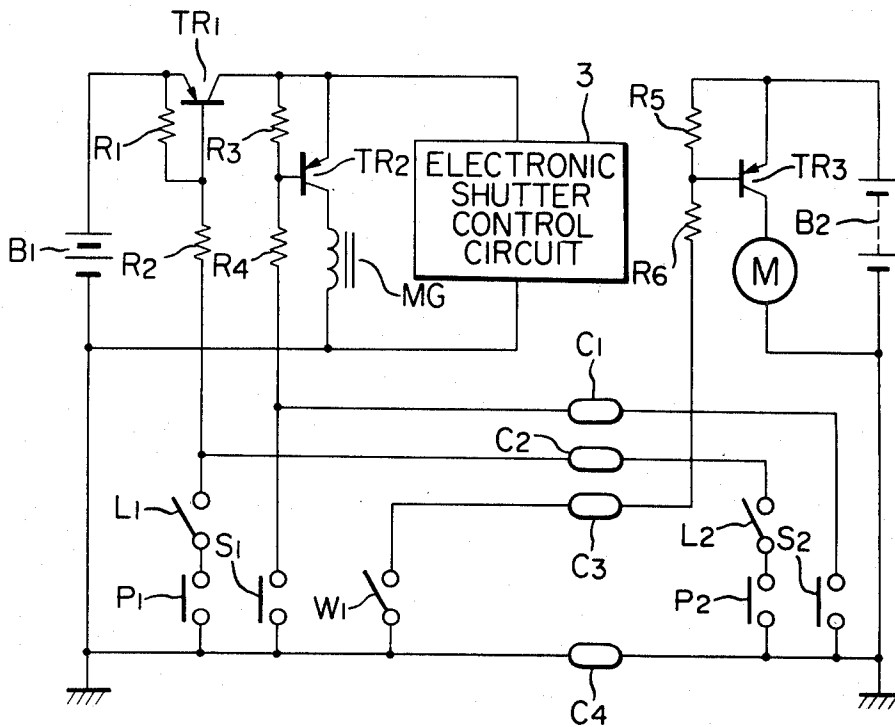 TR1
3
R1
R3
TR2
ELECTRONIC
SHUTTER
CONTROL
CIRCUIT
R5
TR3
B1
R2
R4
MG
R6
M
B2
C1
C2
C3
L1
S1
P1
W1
L2
S2
P2
C4